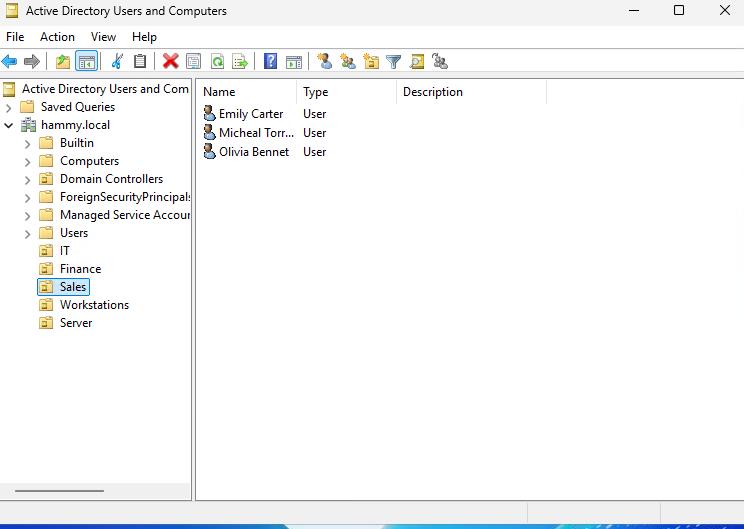 Active Directory Users and Computers
File Action View Help
Active Directory Users and Com
Saved Queries
hammy.local
Builtin
Computers
Domain Controllers
ForeignSecurityPrincipals
Managed Service Accour
Users
IT
Finance
Sales
Workstations
Server
Name Type Description
Emily Carter User
Micheal Torr... User
Olivia Bennet User